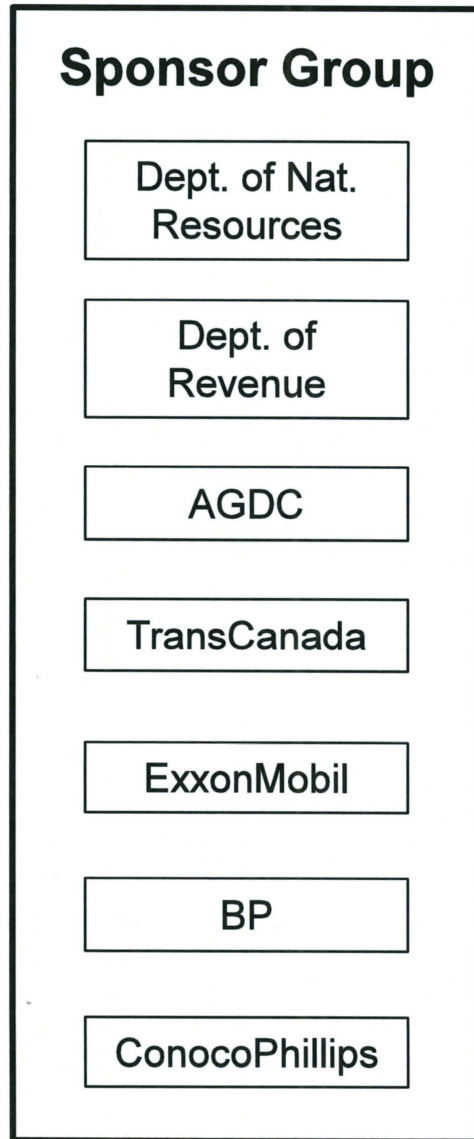 Sponsor Group
Dept. of Nat.
Resources
Dept. of
Revenue
AGDC
TransCanada
ExxonMobil
BP
ConocoPhillips